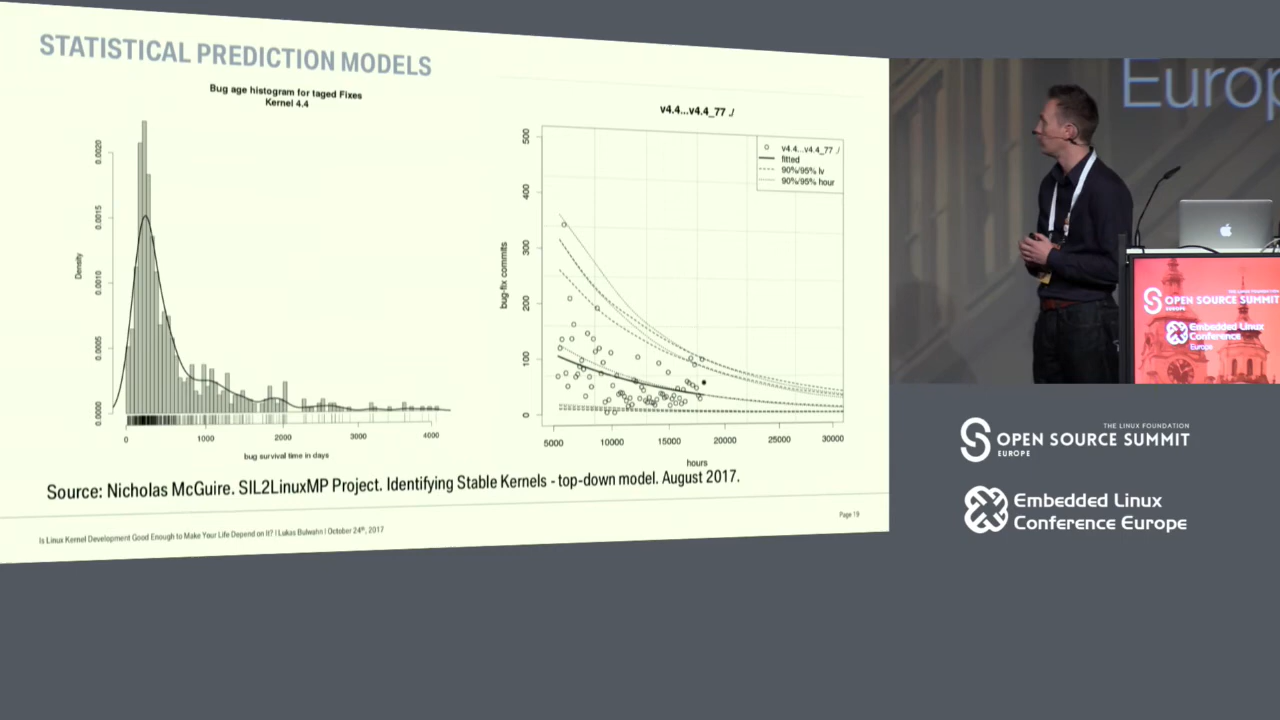 STATISTICAL PREDICTION MODELS
Bug age histogram for taged Fixes
Kernel 4.4
Density
0.0000
0.0005
0.0010
0.0015
0.0020
0
1000
2000
3000
4000
bug survival time in days
v4.4...v4.4_77 ./
v4.4...v4.4_77 ./
fitted
90%/95% lv
90%/95% hour
bug-fix commits
0
100
200
300
400
500
5000
10000
15000
20000
25000
30000
hours
Source: Nicholas McGuire. SIL2LinuxMP Project. Identifying Stable Kernels - top-down model. August 2017.
Is Linux Kernel Development Good Enough to Make Your Life Depend on It? | Lukas Bulwahn | October 24th, 2017
Page 19
Europ
THE LINUX FOUNDATION
OPEN SOURCE SUMMIT
EUROPE
Embedded Linux
Conference
Europe
THE LINUX FOUNDATION
OPEN SOURCE SUMMIT
EUROPE
Embedded Linux
Conference Europe